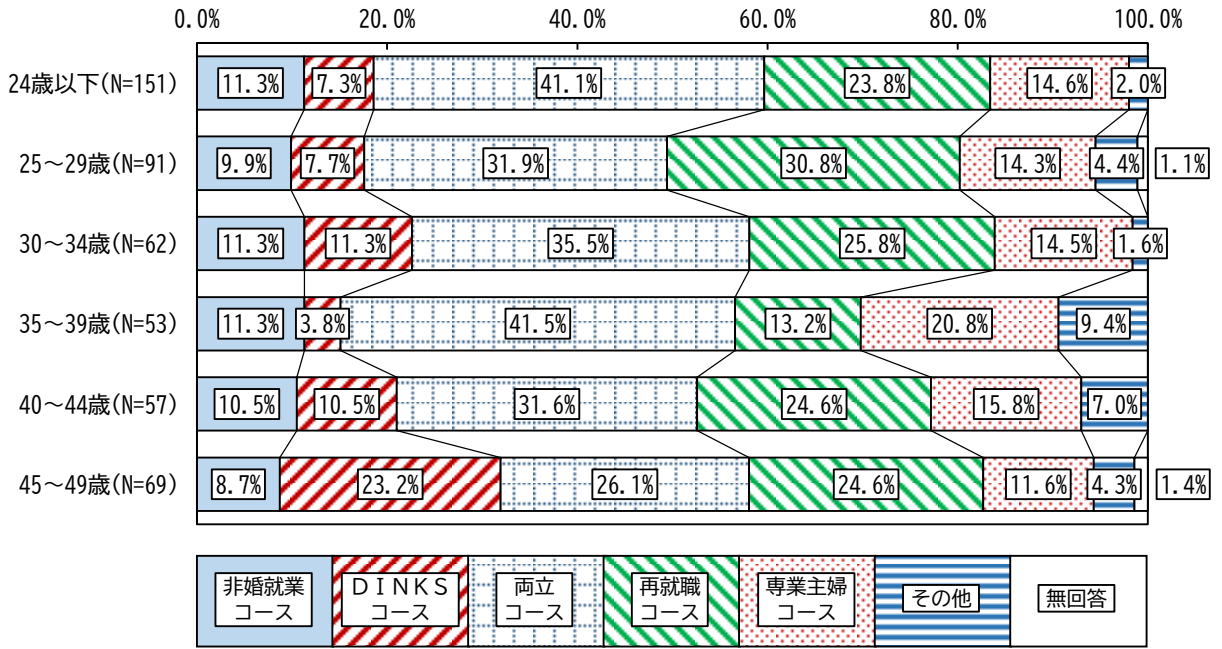 0.0% 20.0% 40.0% 60.0% 80.0% 100.0%
24歳以下(N=151) 11.3% 7.3% 41.1% 23.8% 14.6% 2.0%
25～29歳(N=91) 9.9% 7.7% 31.9% 30.8% 14.3% 4.4% 1.1%
30～34歳(N=62) 11.3% 11.3% 35.5% 25.8% 14.5% 1.6%
35～39歳(N=53) 11.3% 3.8% 41.5% 13.2% 20.8% 9.4%
40～44歳(N=57) 10.5% 10.5% 31.6% 24.6% 15.8% 7.0%
45～49歳(N=69) 8.7% 23.2% 26.1% 24.6% 11.6% 4.3% 1.4%
非婚就業
コース
ＤＩＮＫＳ
コース
両立
コース
再就職
コース
専業主婦
コース
その他
無回答